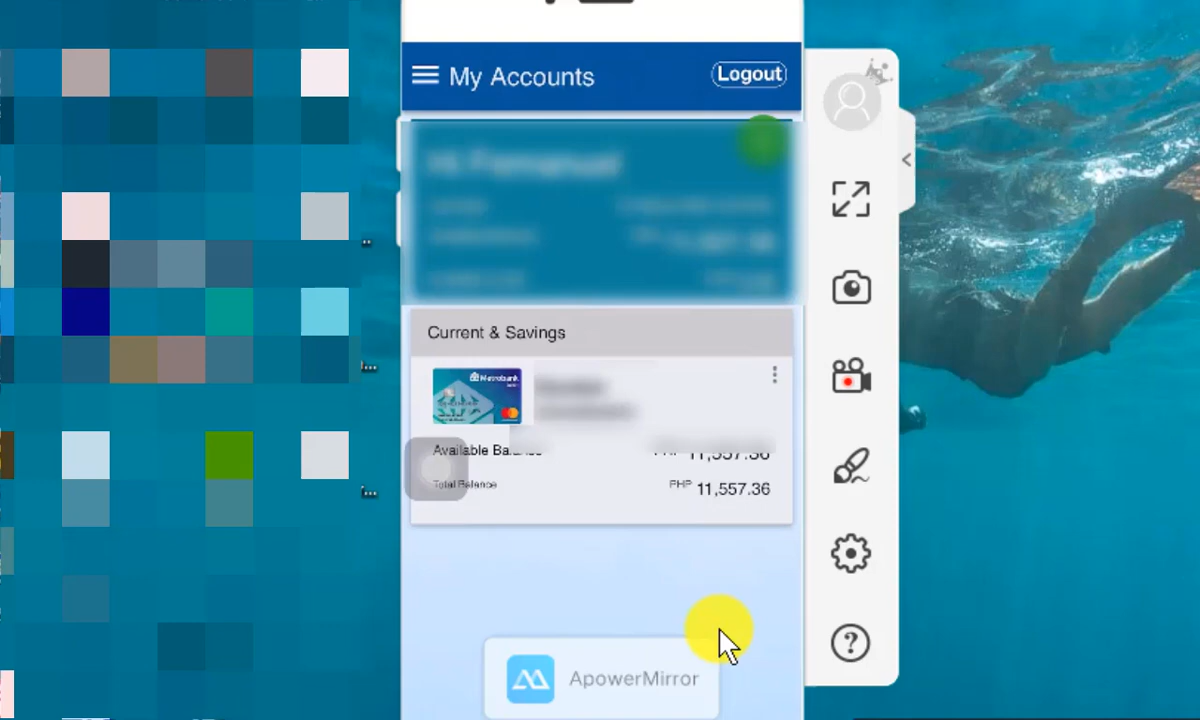 My Accounts
Logout
Current & Savings
Metrobank
Available Balance
PHP 11,557.36
Total Balance
PHP 11,557.36
ApowerMirror